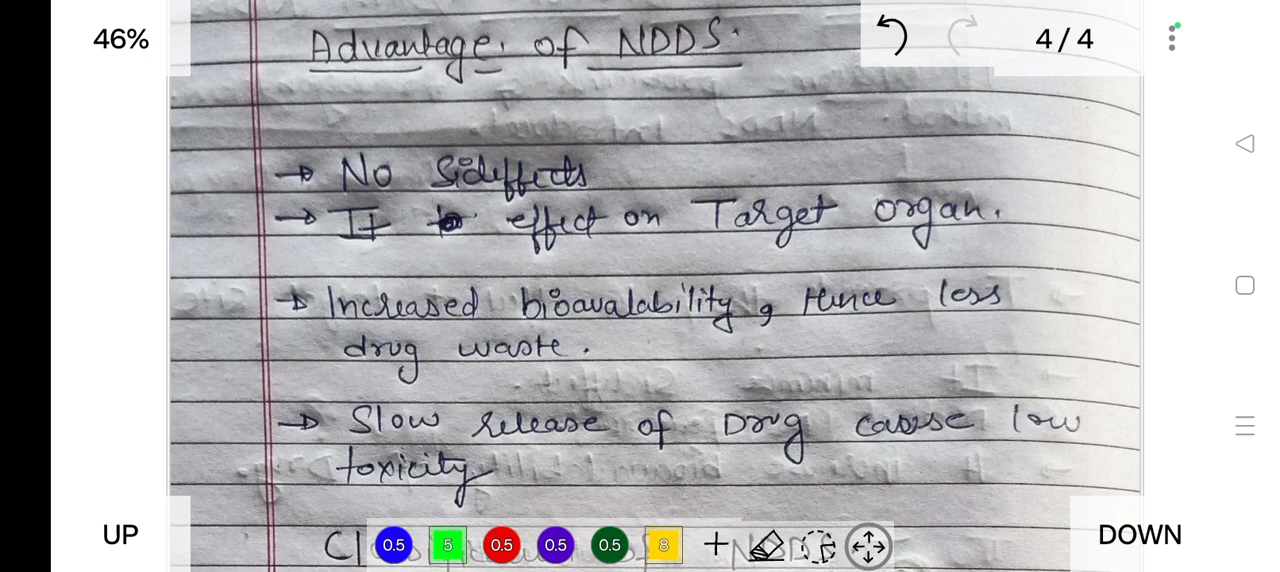 46%
Advantage of NDDS.
4/4
→ No Sideffects
→ It effect on Target organ.
→ Increased bioavalability, Hence less
drug waste.
→ Slow release of Drug cause low
toxicity
UP
0.5 5 0.5 0.5 0.5 8 +
DOWN